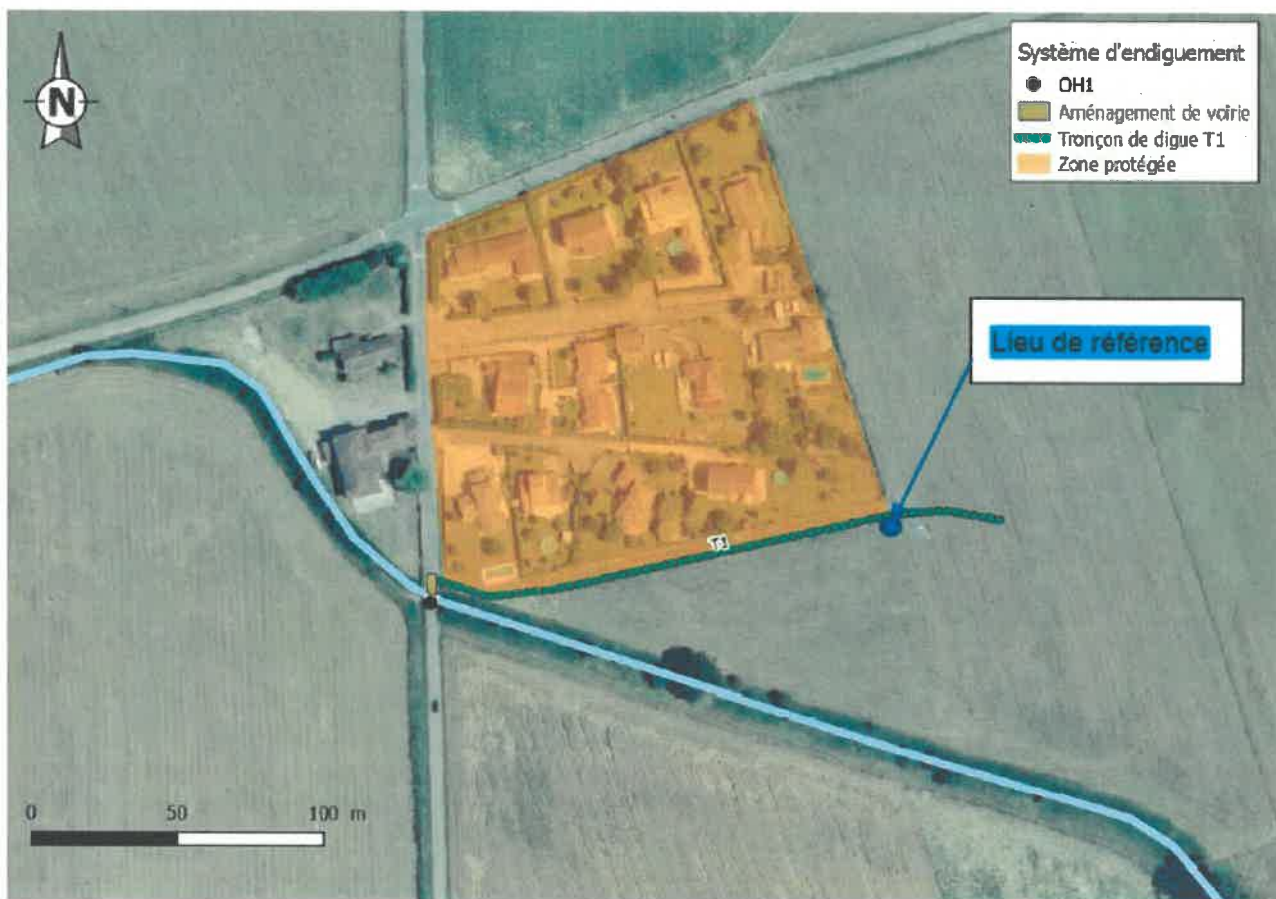 N
Système d'endiguement
OH1
Aménagement de voirie
Tronçon de digue T1
Zone protégée
Lieu de référence
T1
0 50 100 m